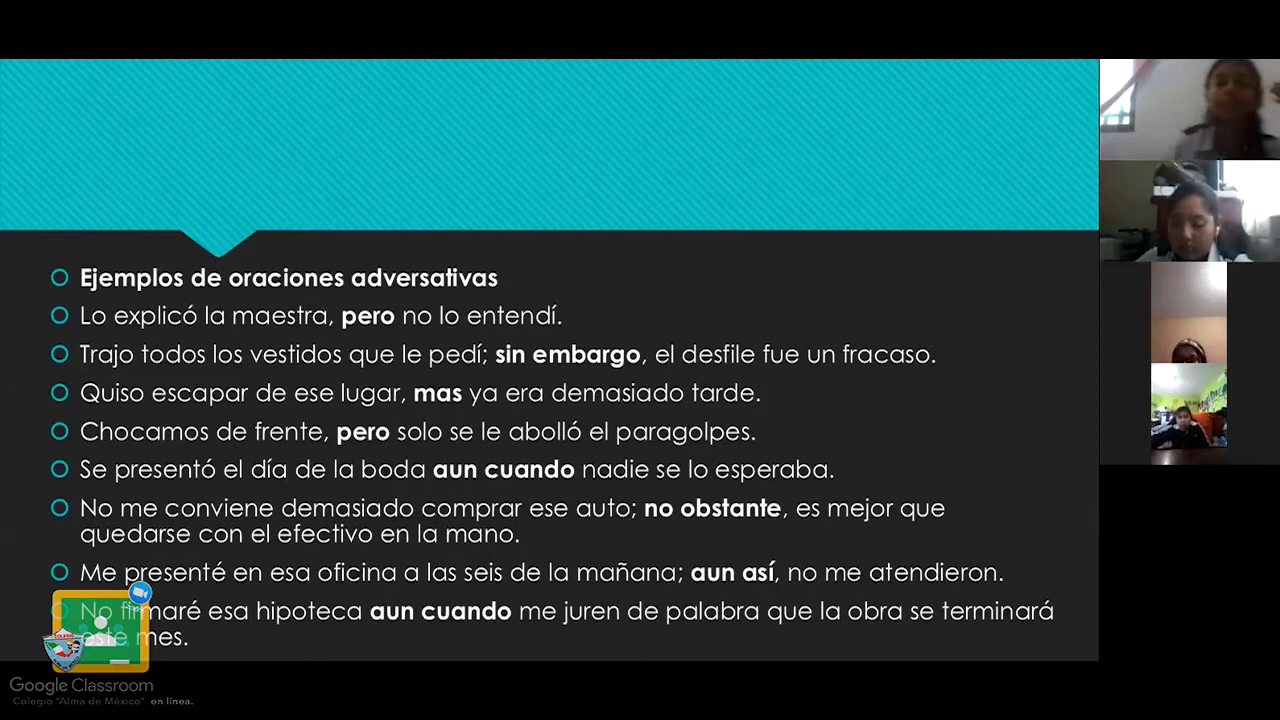 Ejemplos de oraciones adversativas
Lo explicó la maestra, pero no lo entendí.
Trajo todos los vestidos que le pedí; sin embargo, el desfile fue un fracaso.
Quiso escapar de ese lugar, mas ya era demasiado tarde.
Chocamos de frente, pero solo se le abolló el paragolpes.
Se presentó el día de la boda aun cuando nadie se lo esperaba.
No me conviene demasiado comprar ese auto; no obstante, es mejor que
quedarse con el efectivo en la mano.
Me presenté en esa oficina a las seis de la mañana; aun así, no me atendieron.
No firmaré esa hipoteca aun cuando me juren de palabra que la obra se terminará
este mes.
Google Classroom
Colegio "Alma de México" en línea.